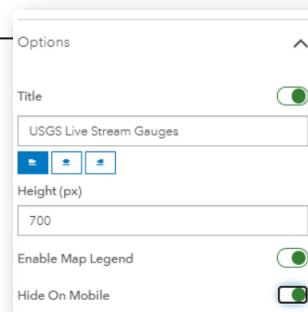 Options
Title
USGS Live Stream Gauges
Height (px)
700
Enable Map Legend
Hide On Mobile